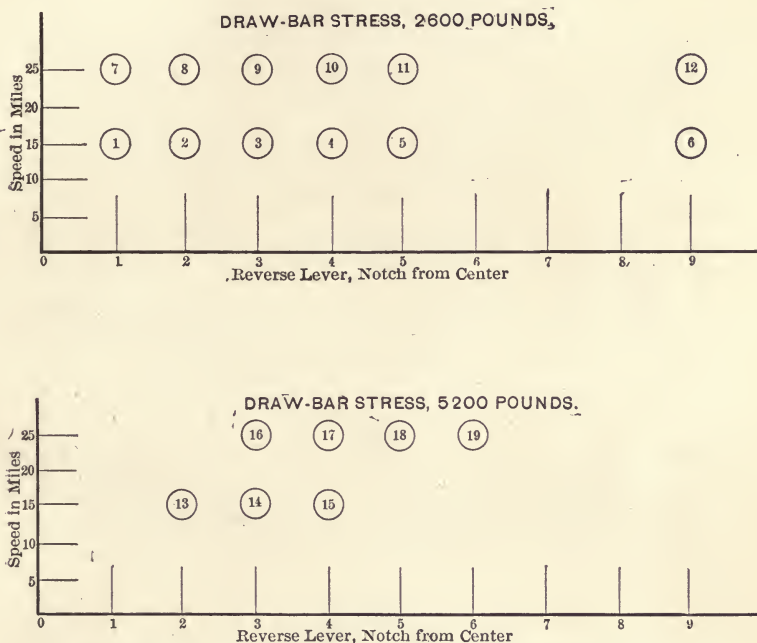 DRAW-BAR STRESS, 2600 POUNDS,
Speed in Miles
25
7 8 9 10 11 12
20
15
1 2 3 4 5 6
10
5
0 1 2 3 4 5 6 7 8 9
Reverse Lever, Notch from Center
DRAW-BAR STRESS, 5200 POUNDS.
Speed in Miles
25
16 17 18 19
20
15
13 14 15
10
5
0 1 2 3 4 5 6 7 8 9
Reverse Lever, Notch from Center